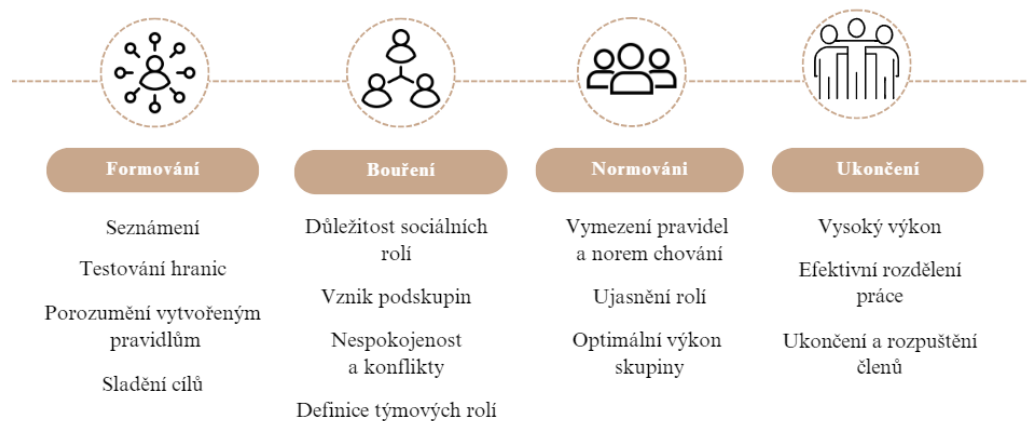 Formování
Seznámení
Testování hranic
Porozumění vytvořeným
pravidlům
Sladění cílů
Bouření
Důležitost sociálních
rolí
Vznik podskupin
Nespokojenost
a konflikty
Definice týmových rolí
Normováni
Vymezení pravidel
a norem chování
Ujasnění rolí
Optimální výkon
skupiny
Ukončení
Vysoký výkon
Efektivní rozdělení
práce
Ukončení a rozpuštění
členů